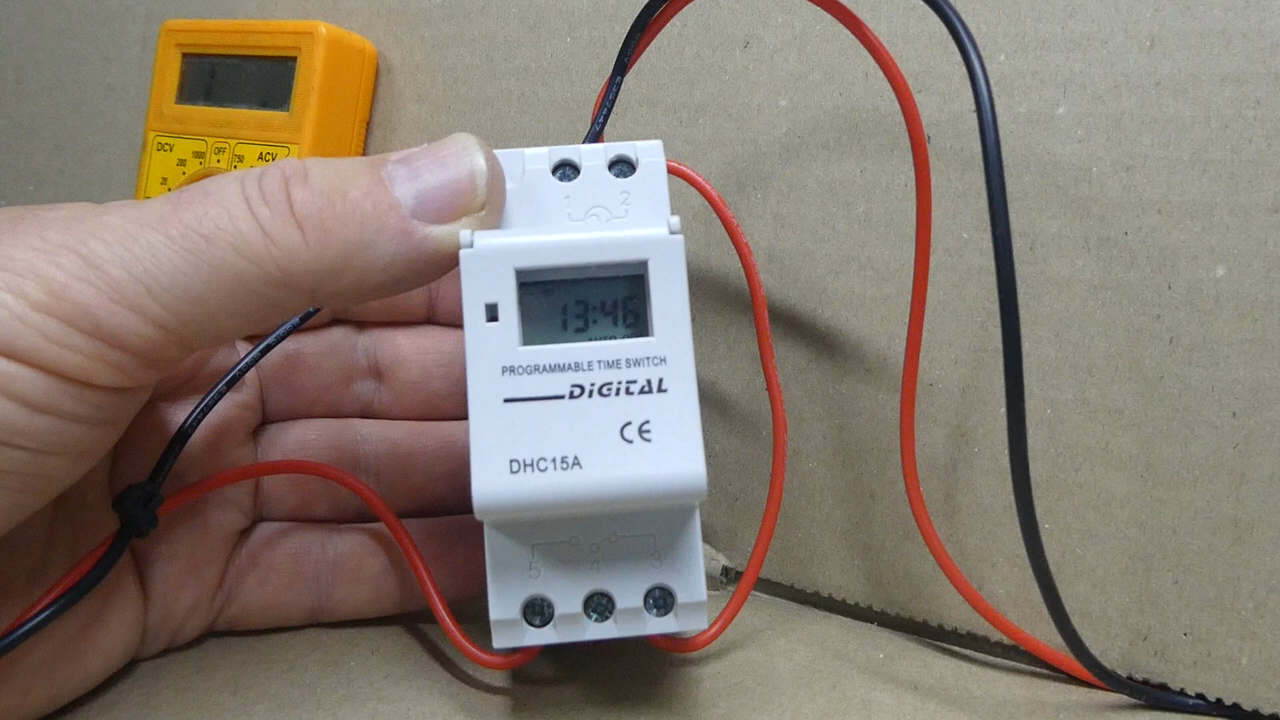 DCV
OFF
ACV
1000
750
200
20
1 2
13:46
PROGRAMMABLE TIME SWITCH
DIGITAL
CE
DHC15A
5 4 3